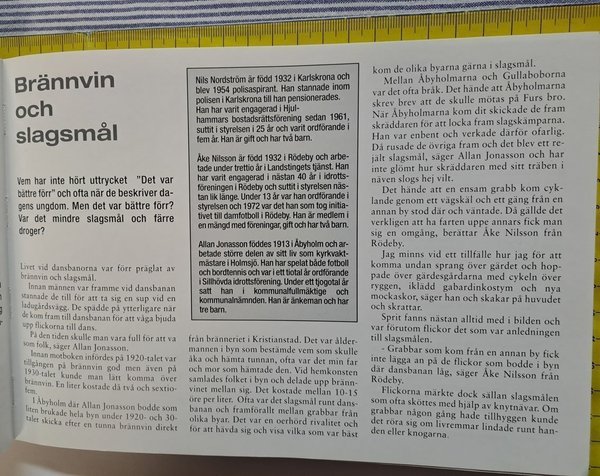 Brännvin
och
slagsmål
Vem har inte hört uttrycket "Det var
bättre förr" och ofta när de beskriver da-
gens ungdom. Men det var bättre förr?
Var det mindre slagsmål och färre
droger?
Livet vid dansbanorna var förr präglat av
brännvin och slagsmål.
Innan männen var framme vid dansbanan
stannade de till för att ta sig en sup vid en
ladugårdsvägg. De spädde på ytterligare när
de kom fram till dansbanan för att våga bjuda
upp flickorna till dans.
På den tiden skulle man vara full för att va
som folk, säger Allan Jonasson.
Innan motboken infördes på 1920-talet var
tillgången på brännvin god men även på
1930-talet kunde man lätt komma över
brännvin. En liter kostade då två och sextio-
fem.
I Åbyholm där Allan Jonasson bodde som
liten brukade hela byn under 1920- och 30-
talet skicka efter en tunna brännvin direkt
Nils Nordström är född 1932 i Karlskrona och
blev 1954 polisaspirant. Han stannade inom
polisen i Karlskrona till han pensionerades.
Han har varit engagerad i Hjul-
hammars bostadsrättsförening sedan 1961,
suttit i styrelsen i 25 år och varit ordförande i
fem år. Han är gift och har två barn.
Åke Nilsson är född 1932 i Rödeby och arbe-
tade under trettio år i Landstingets tjänst. Han
har varit engagerad i nästan 40 år i idrotts-
föreningen i Rödeby och suttit i styrelsen näs-
tan lik länge. Under 13 år var han ordförande i
styrelsen och 1972 var det han som tog initia-
tivet till damfotboll i Rödeby. Han är medlem i
en mängd med föreningar, gift och har två barn.
Allan Jonasson föddes 1913 i Åbyholm och ar-
betade större delen av sitt liv som kyrkvakt-
mästare i Holmsjö. Han har spelat både fotboll
och bordtennis och var i ett tiotal år ordförande
i Sillhövda idrottsförening. Under ett tjogotal år
satt han i kommunalfullmäktige och
kommunalnämnden. Han är änkeman och har
tre barn.
från bränneriet i Kristianstad. Det var ålder-
mannen i byn som bestämde vem som skulle
åka och hämta tunnan, ofta var det min far
och mor som hämtade den. Vid hemkomsten
samlades folket i byn och delade upp bränn-
vinet mellan sig. Det kostade mellan 10-15
öre per liter. Ofta var det slagsmål runt dans-
banan och framförallt mellan grabbar från
olika byar. Det var en oerhörd rivalitet och
för att hävda sig och visa vilka som var bäst
kom de olika byarna gärna i slagsmål.
Mellan Åbyholmarna och Gullaboborna
var det ofta bråk. Det hände att Åbyholmarna
skrev brev att de skulle mötas på Furs bro.
När Åbyholmarna kom dit skickade de fram
skräddaren för att locka fram slagskämparna.
Han var enbent och verkade därför ofarlig.
Då rusade de övriga fram och det blev ett re-
jält slagsmål, säger Allan Jonasson och har
inte glömt hur skräddaren med sitt träben i
näven slogs hej vilt.
Det hände att en ensam grabb kom cyk-
lande genom ett vägskäl och ett gäng från en
annan by stod där och väntade. Då gällde det
verkligen att ha farten uppe annars fick man
sig en omgång, berättar Åke Nilsson från
Rödeby.
Jag minns vid ett tillfälle hur jag för att
komma undan sprang över gärdet och hop-
pade över gärdesgårdarna med cykeln över
ryggen, iklädd gabardinkostym och nya
mockaskor, säger han och skakar på huvudet
och skrattar.
Sprit fanns nästan alltid med i bilden och
var förutom flickor det som var anledningen
till slagsmålen.
- Grabbar som kom från en annan by fick
inte lägga an på de flickor som bodde i byn
där dansbanan låg, säger Åke Nilsson från
Rödeby.
Flickorna märkte dock sällan slagsmålen
som ofta sköttes med hjälp av knytnävar. Om
grabbar någon gång hade tillhyggen kunde
det röra sig om livremmar lindade runt han-
den eller knogarna.